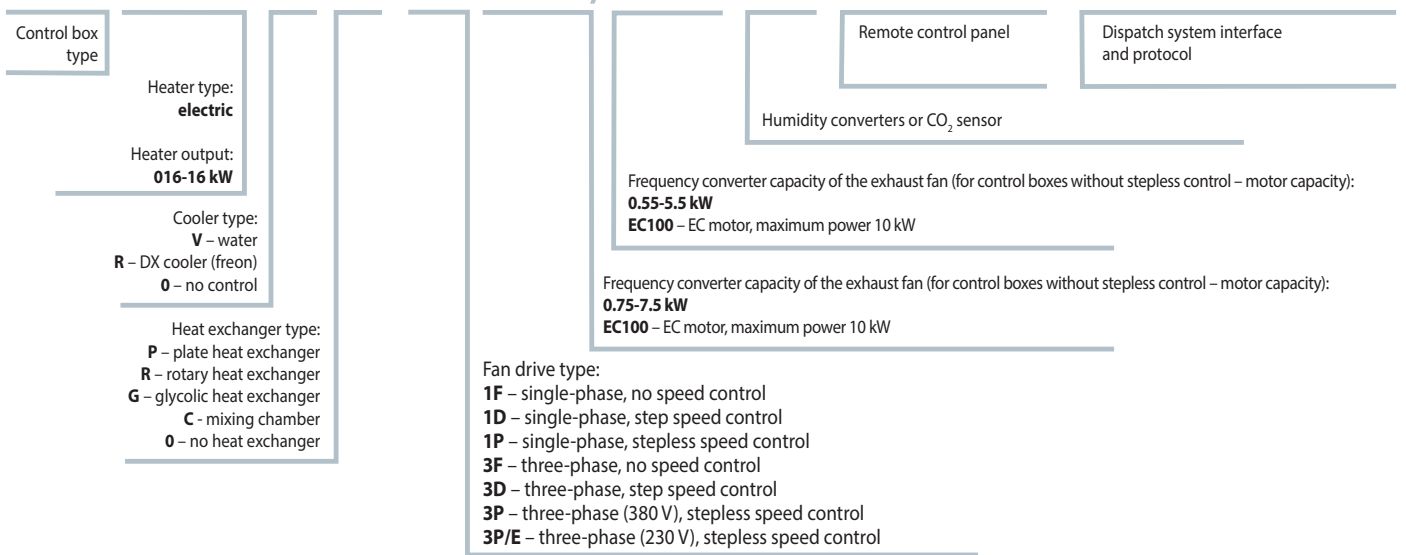 Control box
type
Remote control panel
Dispatch system interface
and protocol
Heater type:
electric
Heater output:
016-16 kW
Humidity converters or CO2 sensor
Frequency converter capacity of the exhaust fan (for control boxes without stepless control – motor capacity):
0.55-5.5 kW
EC100 – EC motor, maximum power 10 kW
Cooler type:
V – water
R – DX cooler (freon)
0 – no control
Frequency converter capacity of the exhaust fan (for control boxes without stepless control – motor capacity):
0.75-7.5 kW
EC100 – EC motor, maximum power 10 kW
Heat exchanger type:
P – plate heat exchanger
R – rotary heat exchanger
G – glycolic heat exchanger
C - mixing chamber
0 – no heat exchanger
Fan drive type:
1F – single-phase, no speed control
1D – single-phase, step speed control
1P – single-phase, stepless speed control
3F – three-phase, no speed control
3D – three-phase, step speed control
3P – three-phase (380 V), stepless speed control
3P/E – three-phase (230 V), stepless speed control